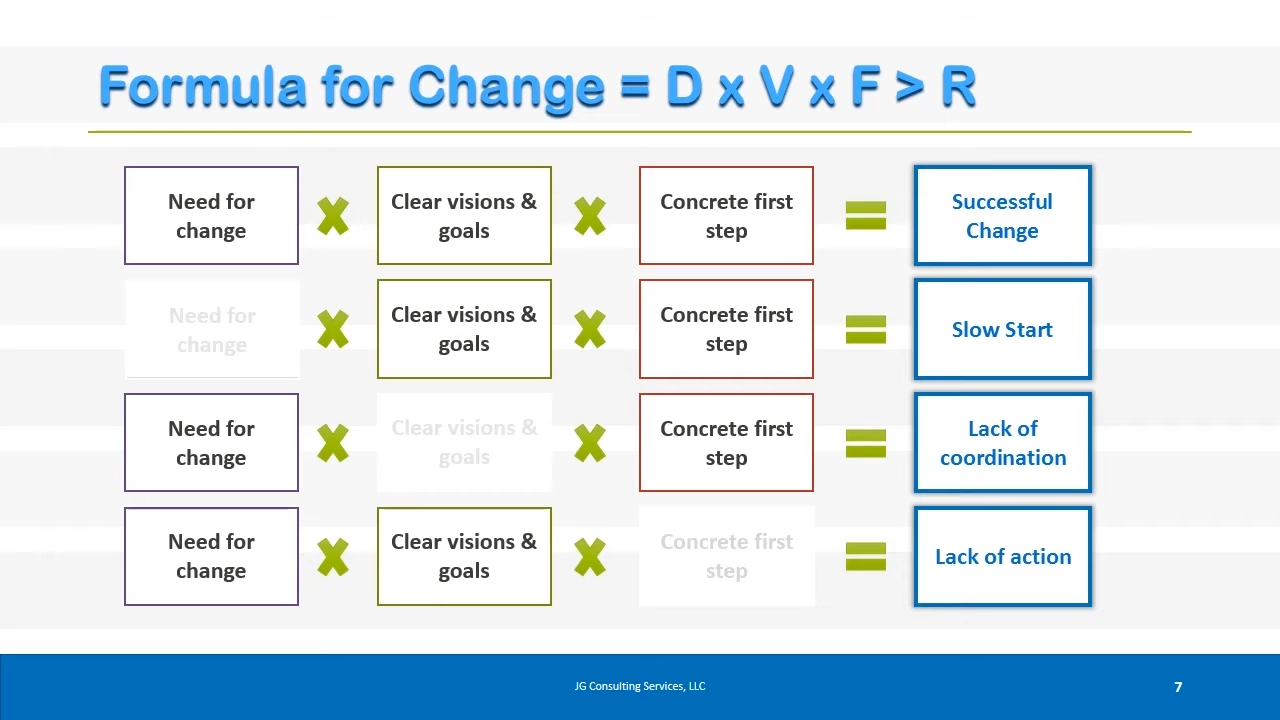 Formula for Change = D x V x F > R
Need for
change
Clear visions &
goals
Concrete first
step
Successful
Change
Need for
change
Clear visions &
goals
Concrete first
step
Slow Start
Need for
change
Clear visions &
goals
Concrete first
step
Lack of
coordination
Need for
change
Clear visions &
goals
Concrete first
step
Lack of action
JG Consulting Services, LLC
7